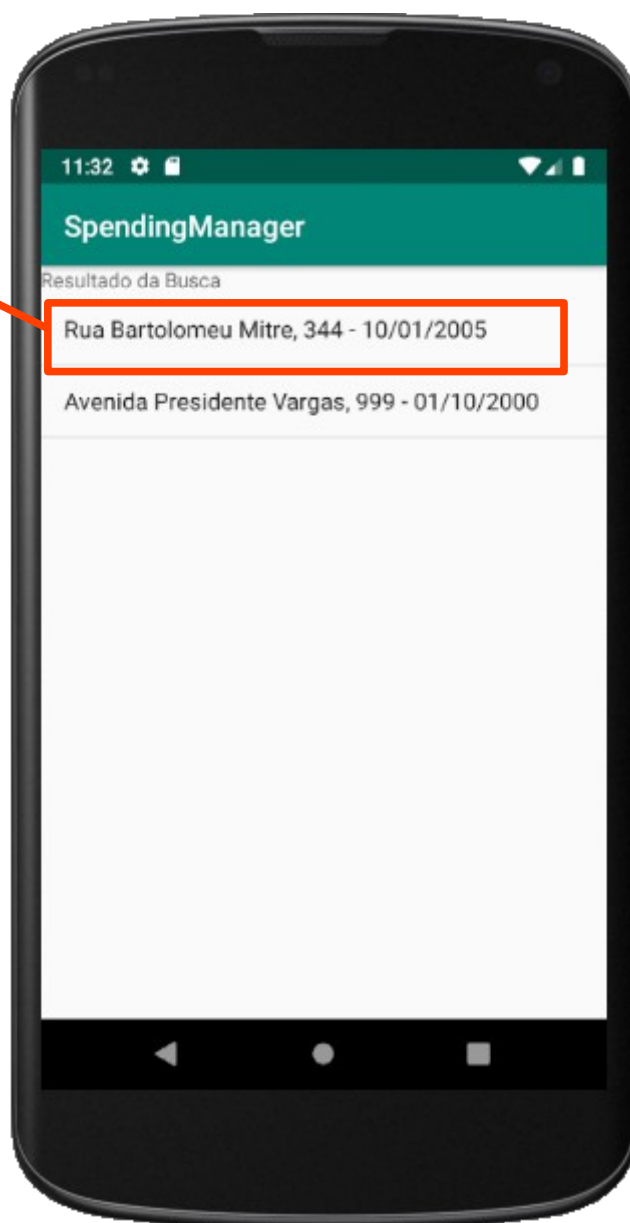 11:32
SpendingManager
Resultado da Busca
Rua Bartolomeu Mitre, 344 - 10/01/2005
Avenida Presidente Vargas, 999 - 01/10/2000